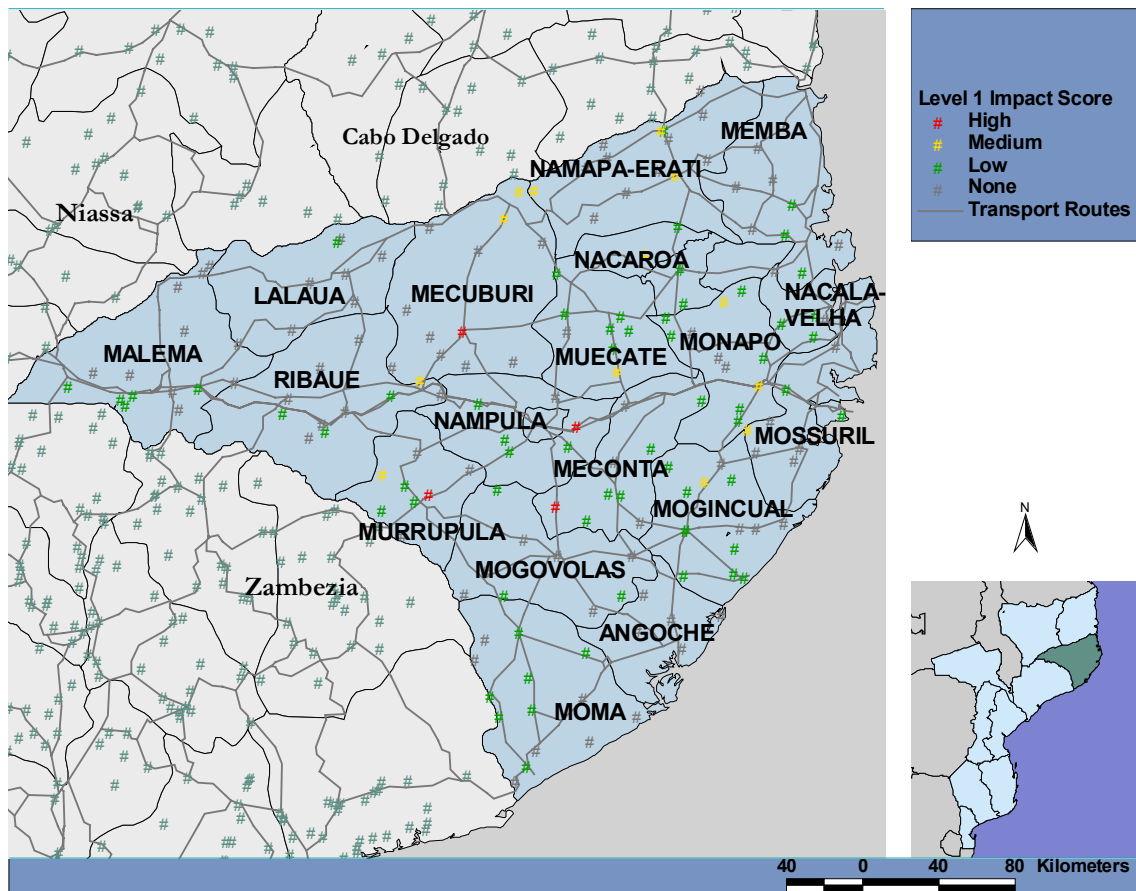 Level 1 Impact Score
# High
# Medium
# Low
# None
Transport Routes
Cabo Delgado
Niassa
Zambezia
MEMBA
NAMAPA-ERATI
NACAROA
LALAUA
MECUBURI
NACALA-
VELHA
MALEMA
MONAPO
MUECATE
RIBAUE
NAMPULA
MOSSURIL
MECONTA
MOGINCUAL
MURRUPULA
MOGOVOLAS
ANGOCHE
MOMA
N
40 0 40 80 Kilometers